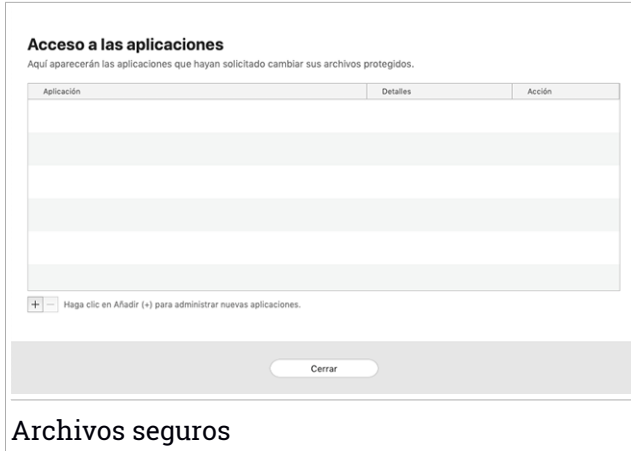 Acceso a las aplicaciones
Aquí aparecerán las aplicaciones que hayan solicitado cambiar sus archivos protegidos.
Aplicación Detalles Acción
+ − Haga clic en Añadir (+) para administrar nuevas aplicaciones.
Cerrar
Archivos seguros